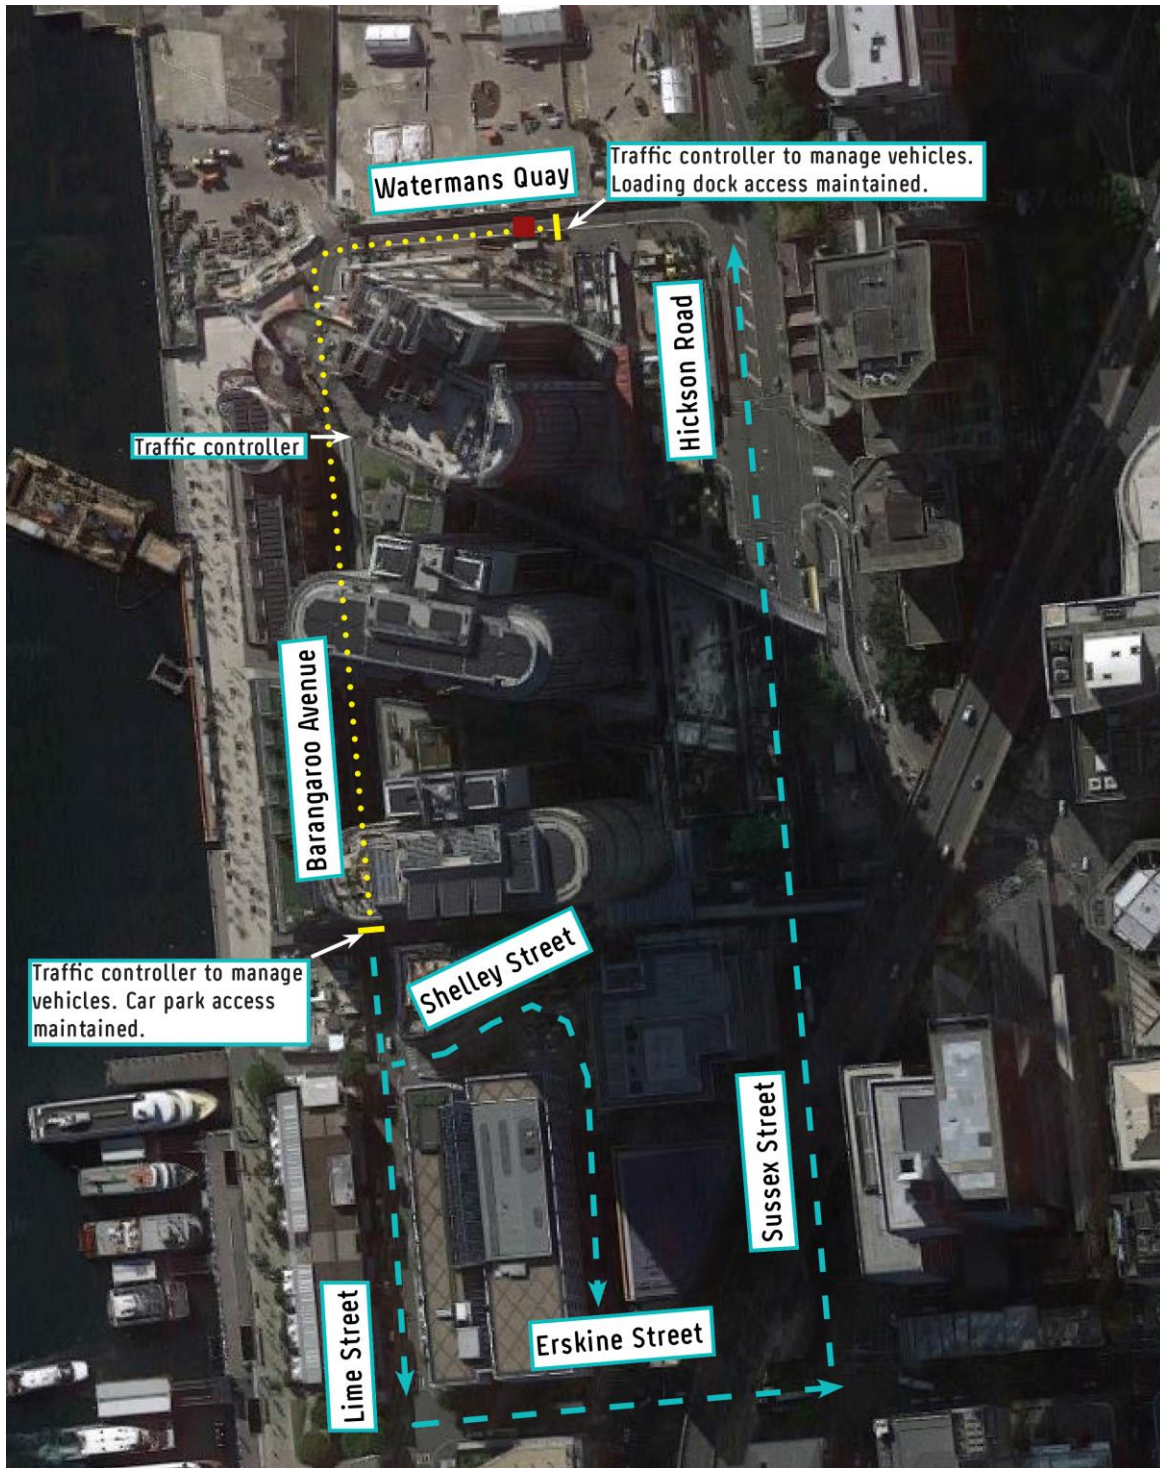 Watermans Quay
Traffic controller to manage vehicles.
Loading dock access maintained.
Hickson Road
Traffic controller
Barangaroo Avenue
Shelley Street
Traffic controller to manage
vehicles. Car park access
maintained.
Sussex Street
Lime Street
Erskine Street